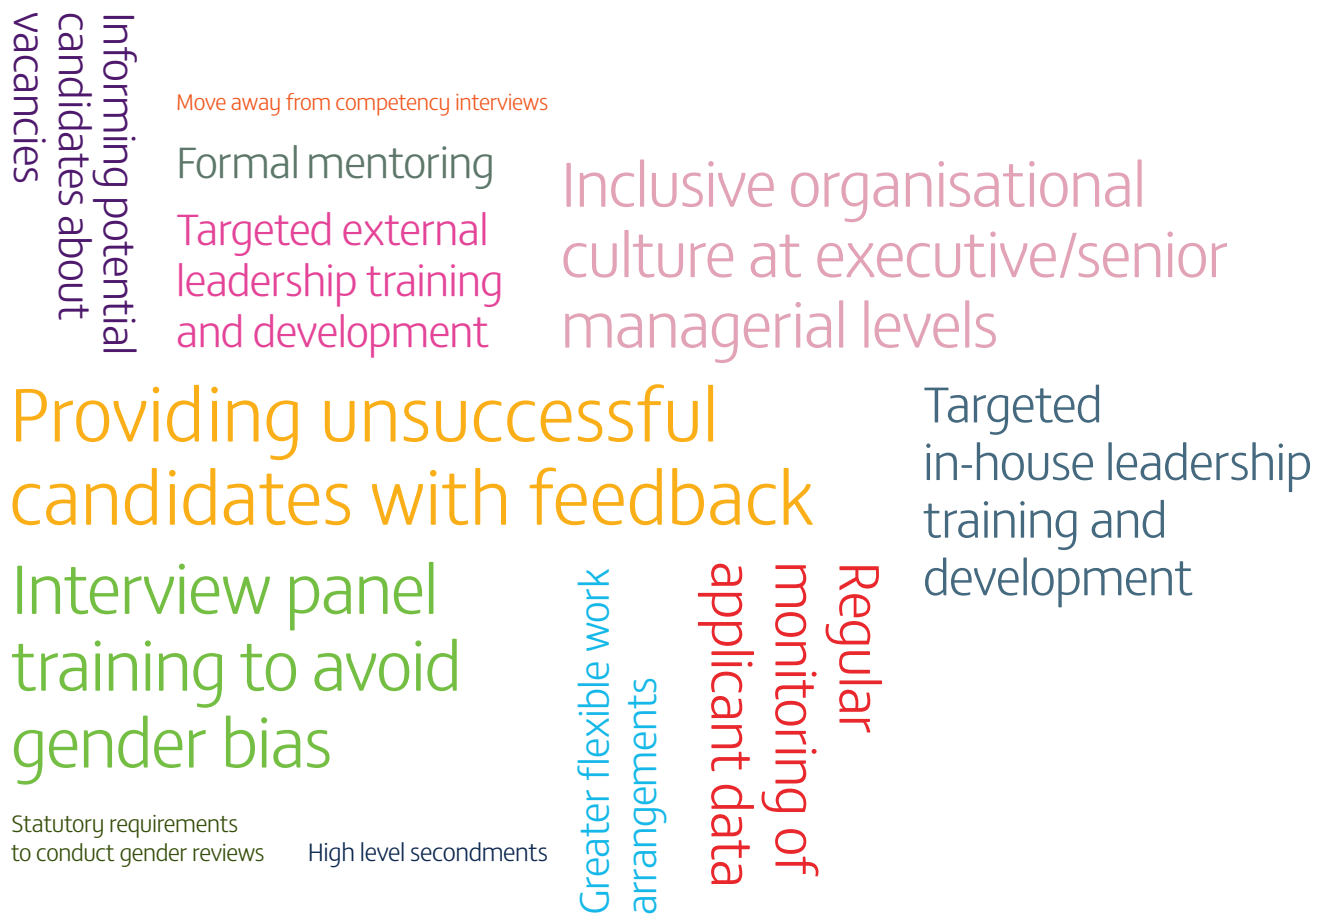 Informing potential
candidates about
vacancies
Move away from competency interviews
Formal mentoring
Targeted external
leadership training
and development
Inclusive organisational
culture at executive/senior
managerial levels
Providing unsuccessful
candidates with feedback
Targeted
in-house leadership
training and
development
Interview panel
training to avoid
gender bias
Greater flexible work
arrangements
Regular
monitoring of
applicant data
Statutory requirements
to conduct gender reviews
High level secondments